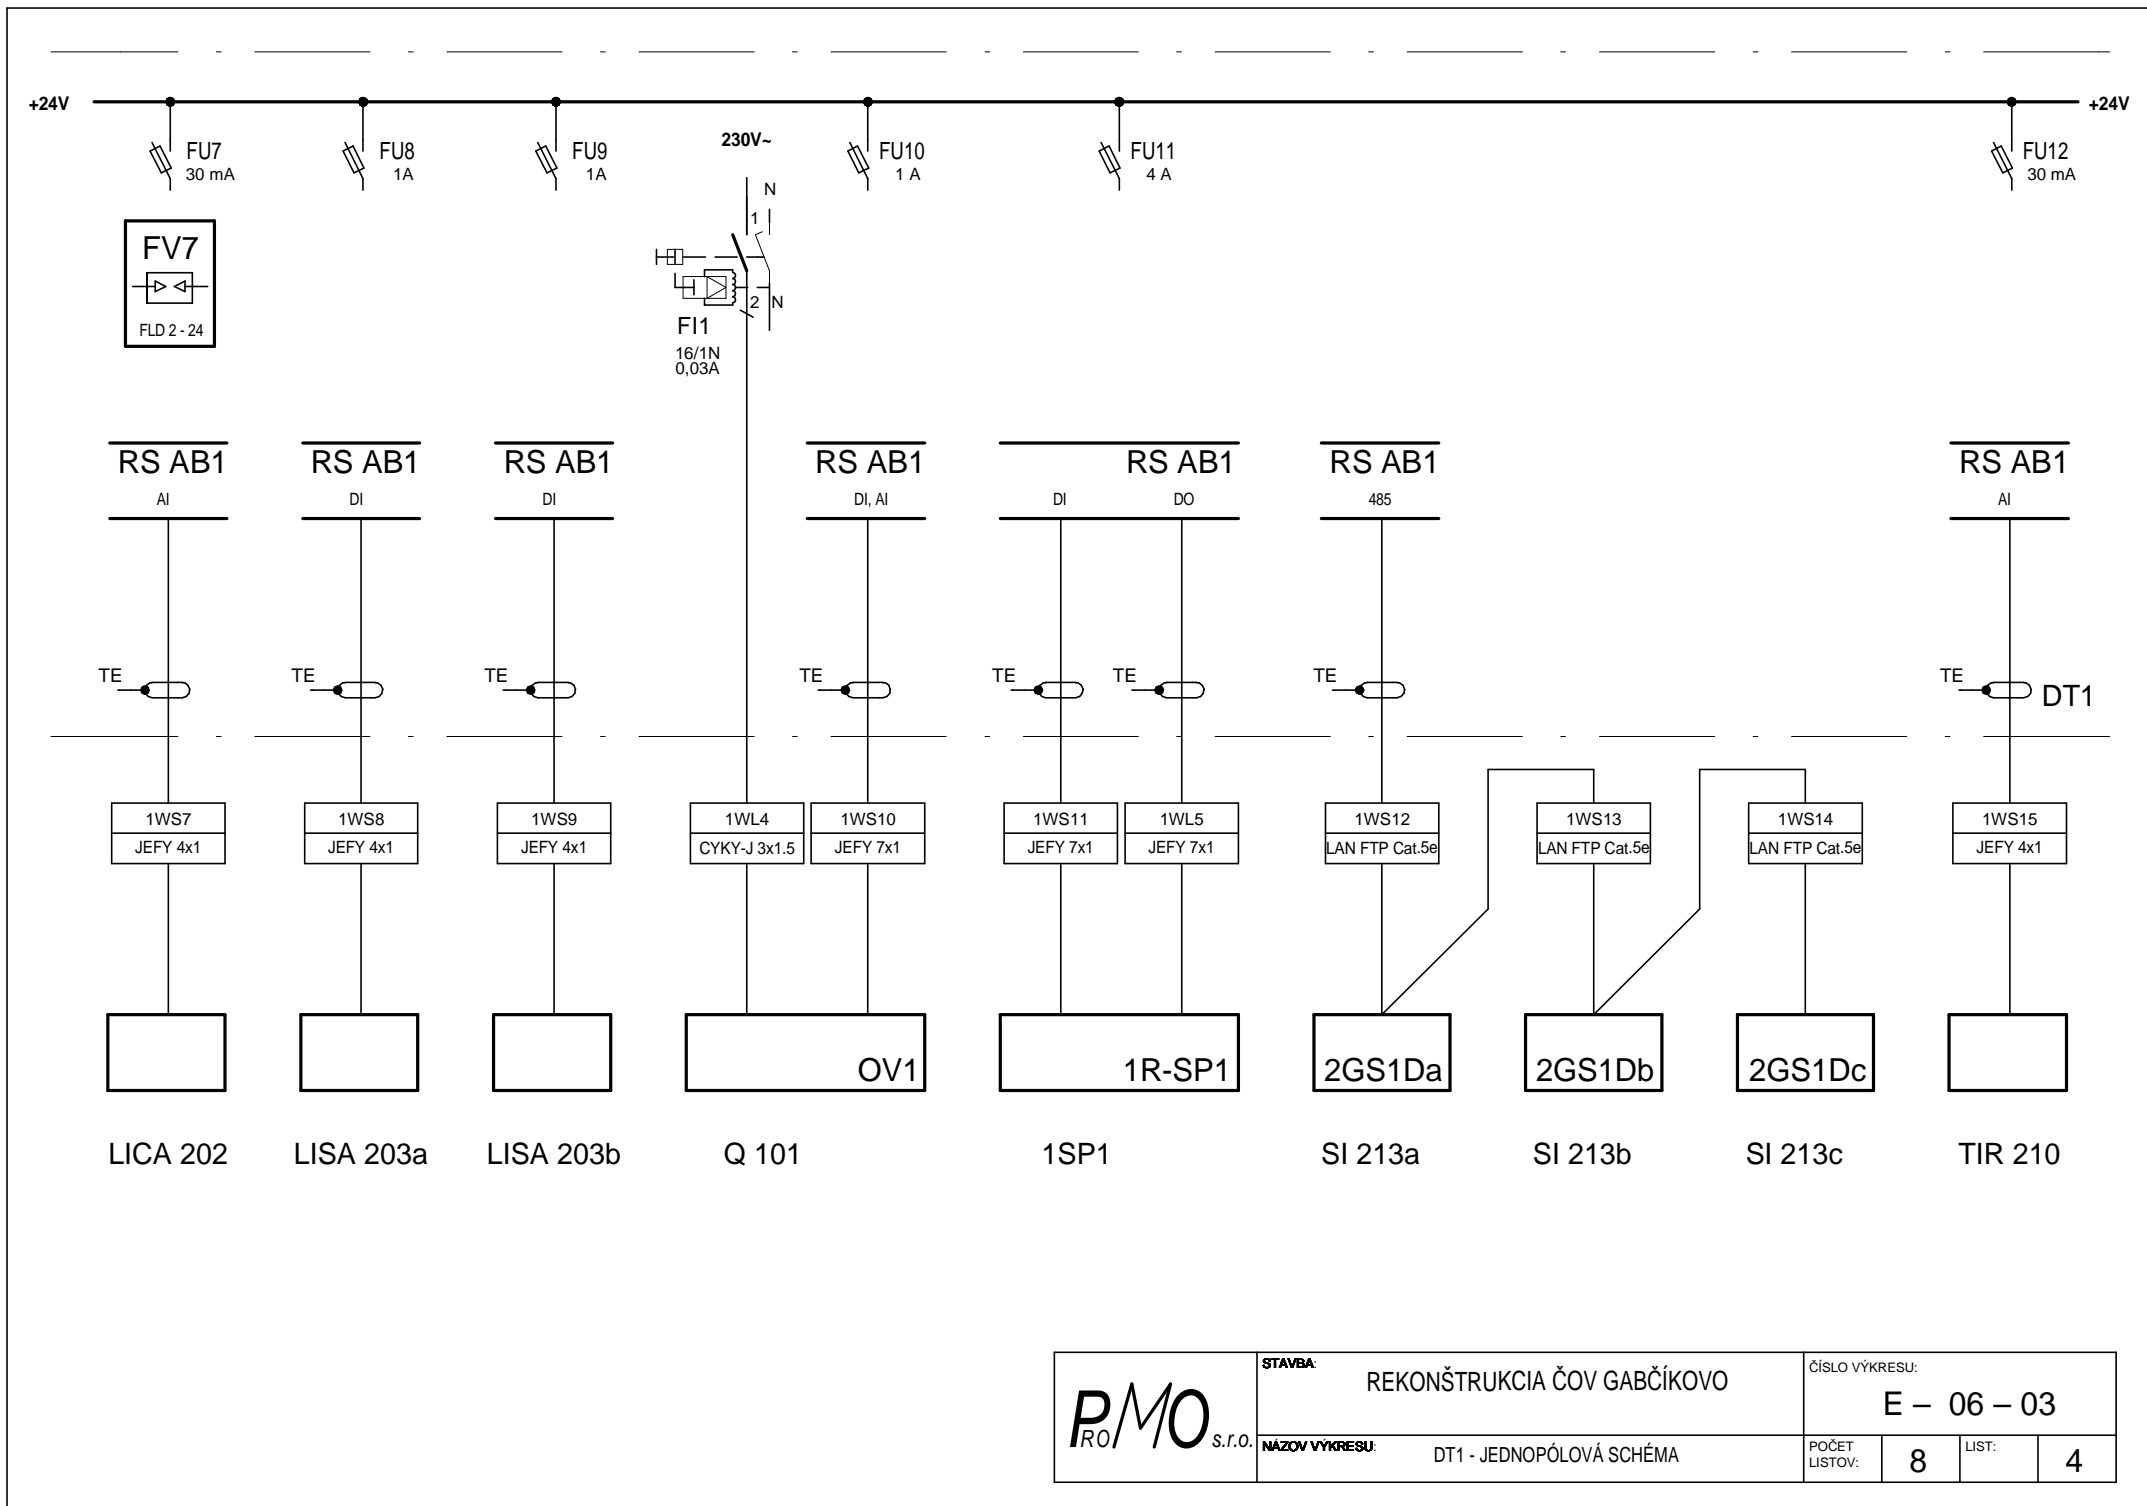 +24V
+24V
FU7
30 mA
FU8
1A
FU9
1A
230V~
FU10
1 A
FU11
4 A
FU12
30 mA
N
1
2
N
FV7
FLD 2 - 24
FI1
16/1N
0,03A
RS AB1
RS AB1
RS AB1
RS AB1
RS AB1
RS AB1
RS AB1
AI
DI
DI
DI, AI
DI
DO
485
AI
TE
TE
TE
TE
TE
TE
TE
TE
DT1
1WS7
JEFY 4x1
1WS8
JEFY 4x1
1WS9
JEFY 4x1
1WL4
CYKY-J 3x1.5
1WS10
JEFY 7x1
1WS11
JEFY 7x1
1WL5
JEFY 7x1
1WS12
LAN FTP Cat.5e
1WS13
LAN FTP Cat.5e
1WS14
LAN FTP Cat.5e
1WS15
JEFY 4x1
OV1
1R-SP1
2GS1Da
2GS1Db
2GS1Dc
LICA 202
LISA 203a
LISA 203b
Q 101
1SP1
SI 213a
SI 213b
SI 213c
TIR 210
PRO MO s.r.o.
STAVBA:
REKONŠTRUKCIA ČOV GABČÍKOVO
ČÍSLO VÝKRESU:
E – 06 – 03
NÁZOV VÝKRESU:
DT1 - JEDNOPÓLOVÁ SCHÉMA
POČET
LISTOV:
8
LIST:
4